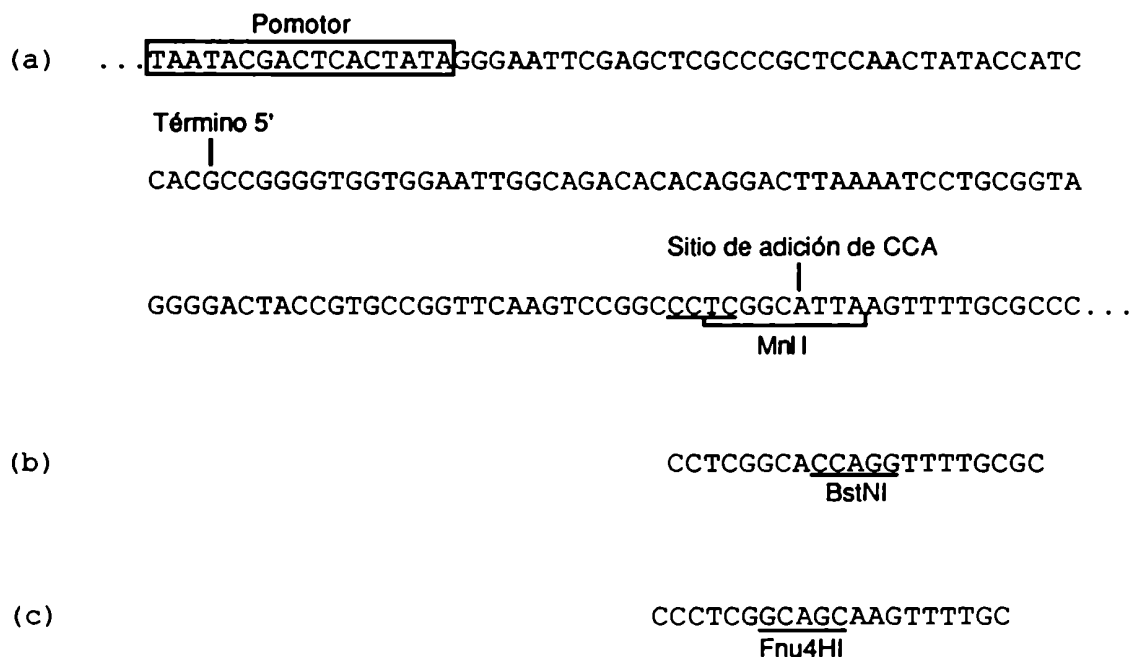 Pomotor
(a) ...TAATACGACTCACTATAGGGAATTCGAGCTCGCCCGCTCCAACTATACCATC
Término 5'
CACGCCGGGGTGGTGGAATTGGCAGACACACAGGACTTAAAATCCTGCGGTA
Sitio de adición de CCA
GGGGACTACCGTGCCGGTTCAAGTCCGGCCCTCGGCATTAAGTTTTGCGCCC...
MnlI
(b) CCTCGGCACCAGGTTTTGCGC
BstNI
(c) CCCTCGGCAGCAAGTTTTGC
Fnu4HI